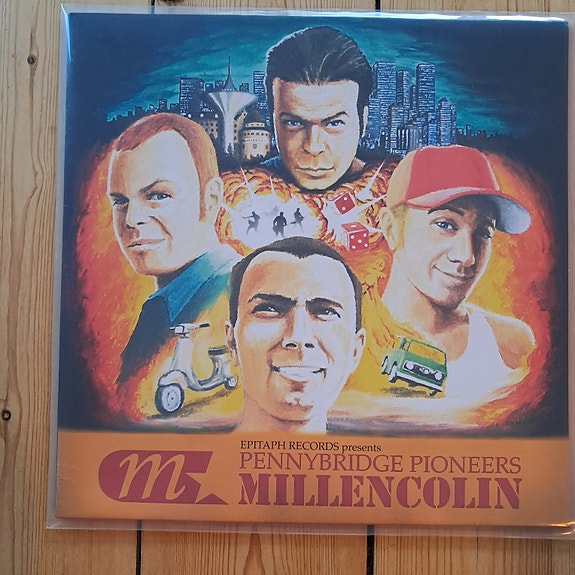 EPITAPH RECORDS presents
PENNYBRIDGE PIONEERS
m MILLENCOLIN